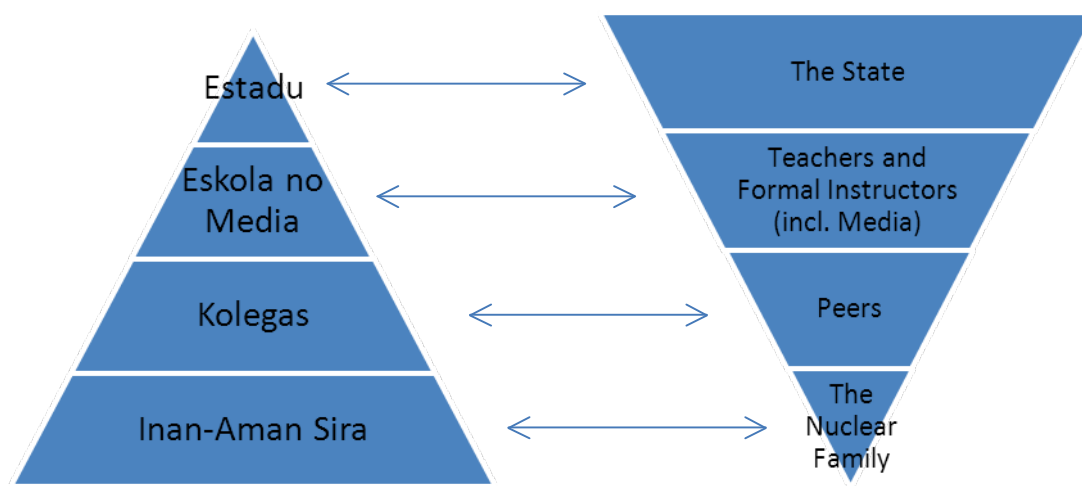 Estadu
Eskola no
Media
Kolegas
Inan-Aman Sira
The State
Teachers and
Formal Instructors
(incl. Media)
Peers
The
Nuclear
Family